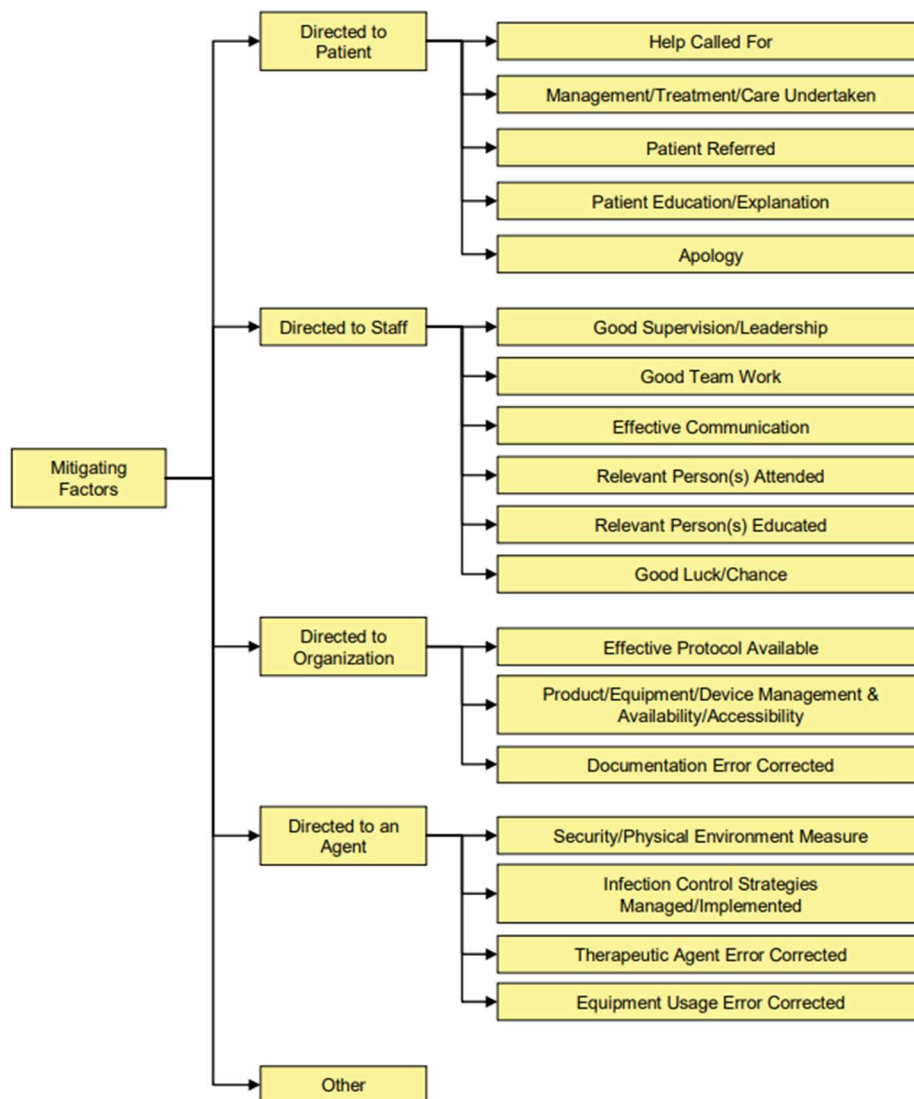 Directed to
Patient
Help Called For
Management/Treatment/Care Undertaken
Patient Referred
Patient Education/Explanation
Apology
Directed to Staff
Good Supervision/Leadership
Good Team Work
Effective Communication
Relevant Person(s) Attended
Relevant Person(s) Educated
Good Luck/Chance
Mitigating
Factors
Directed to
Organization
Effective Protocol Available
Product/Equipment/Device Management &
Availability/Accessibility
Documentation Error Corrected
Directed to an
Agent
Security/Physical Environment Measure
Infection Control Strategies
Managed/Implemented
Therapeutic Agent Error Corrected
Equipment Usage Error Corrected
Other